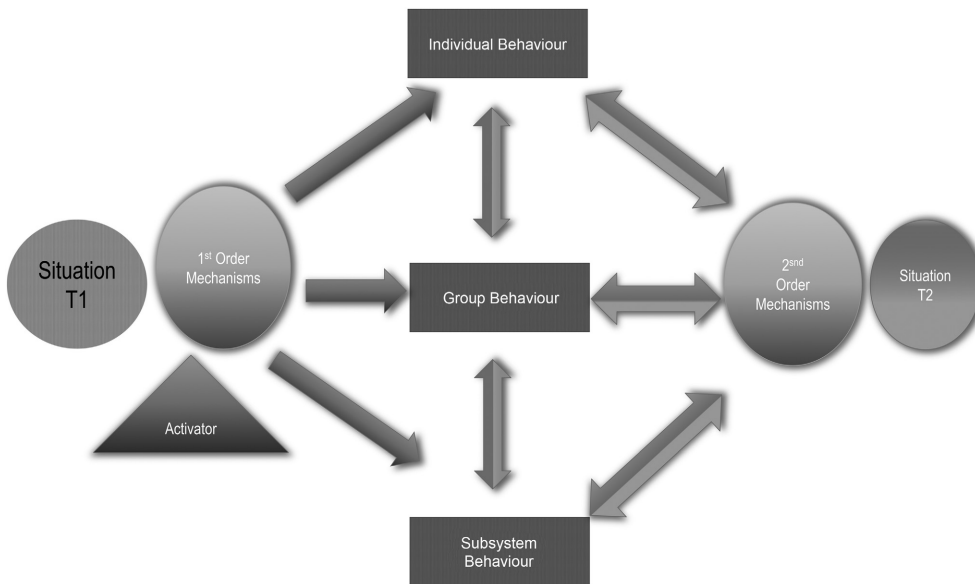 Individual Behaviour
Situation
T1
1st Order
Mechanisms
Group Behaviour
2snd
Order
Mechanisms
Situation
T2
Activator
Subsystem
Behaviour